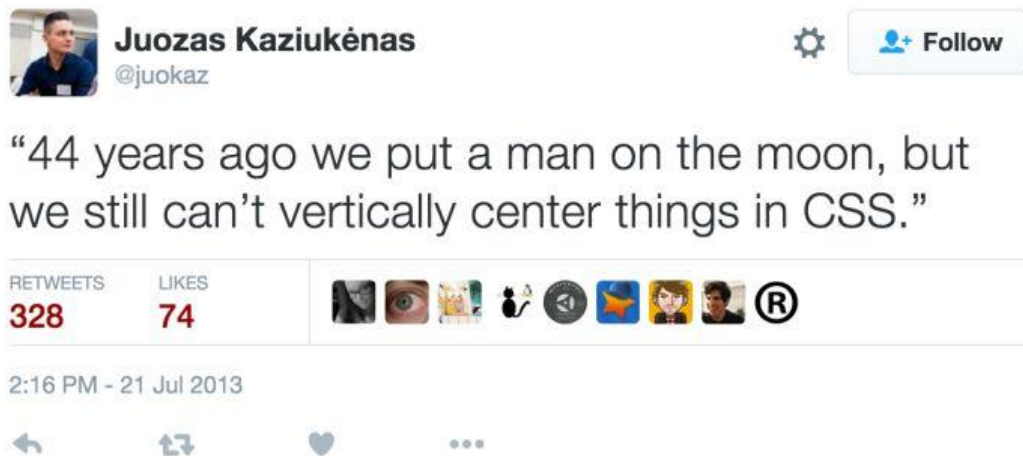 Juozas Kaziukėnas
Follow
@juokaz
“44 years ago we put a man on the moon, but
we still can’t vertically center things in CSS.”
RETWEETS LIKES
328 74
®
2:16 PM - 21 Jul 2013